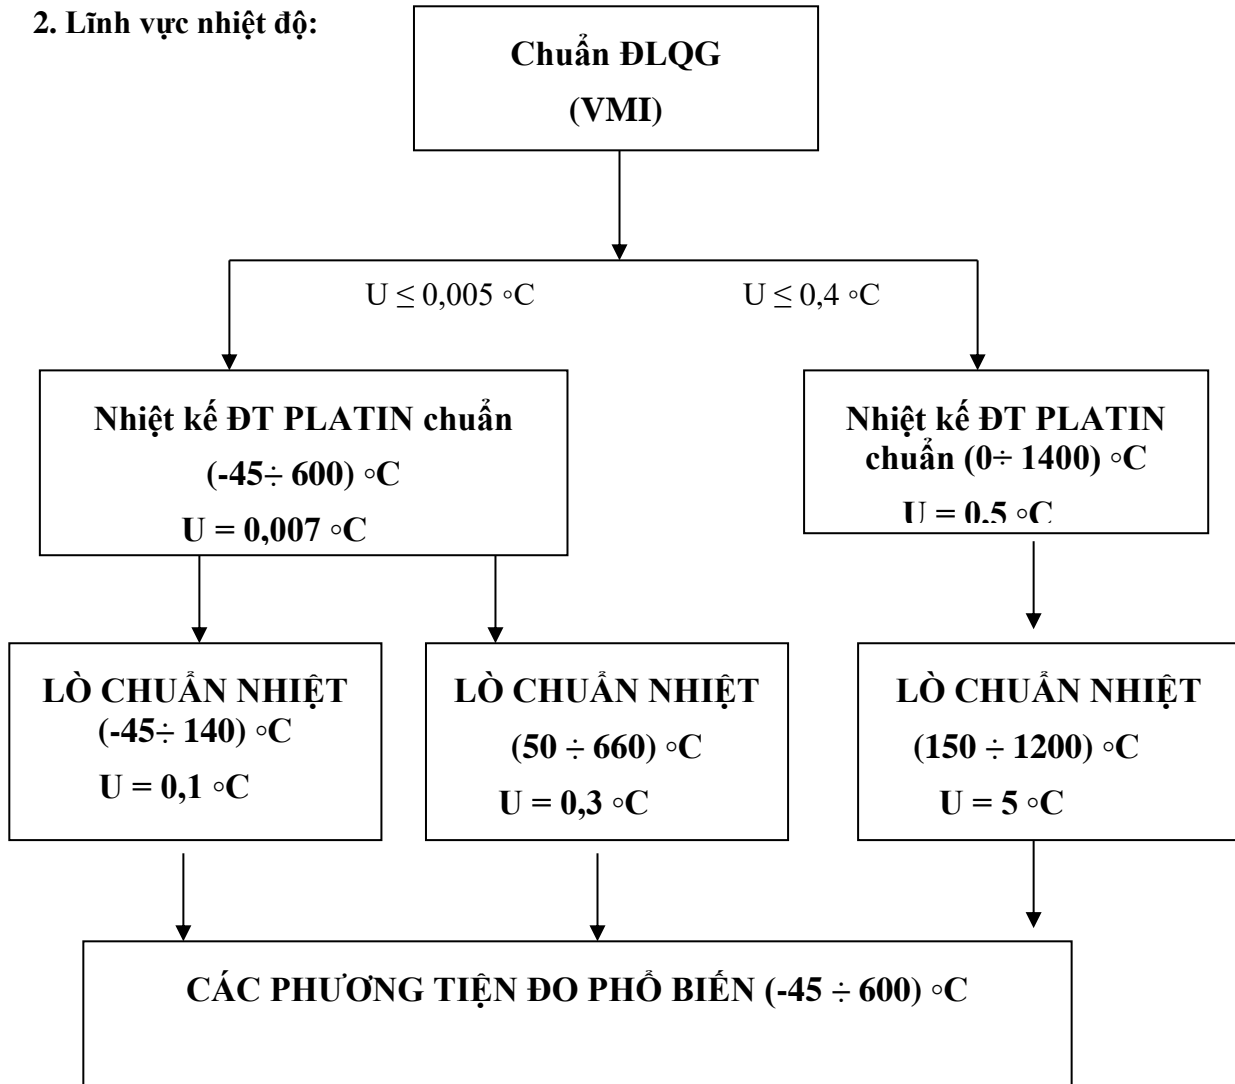 2. Lĩnh vực nhiệt độ:
Chuẩn ĐLQG
(VMI)
U ≤ 0,005 ◦C
U ≤ 0,4 ◦C
Nhiệt kế ĐT PLATIN chuẩn
(-45÷ 600) ◦C
U = 0,007 ◦C
Nhiệt kế ĐT PLATIN
chuẩn (0÷ 1400) ◦C
U = 0,5 ◦C
LÒ CHUẨN NHIỆT
(-45÷ 140) ◦C
U = 0,1 ◦C
LÒ CHUẨN NHIỆT
(50 ÷ 660) ◦C
U = 0,3 ◦C
LÒ CHUẨN NHIỆT
(150 ÷ 1200) ◦C
U = 5 ◦C
CÁC PHƯƠNG TIỆN ĐO PHỔ BIẾN (-45 ÷ 600) ◦C